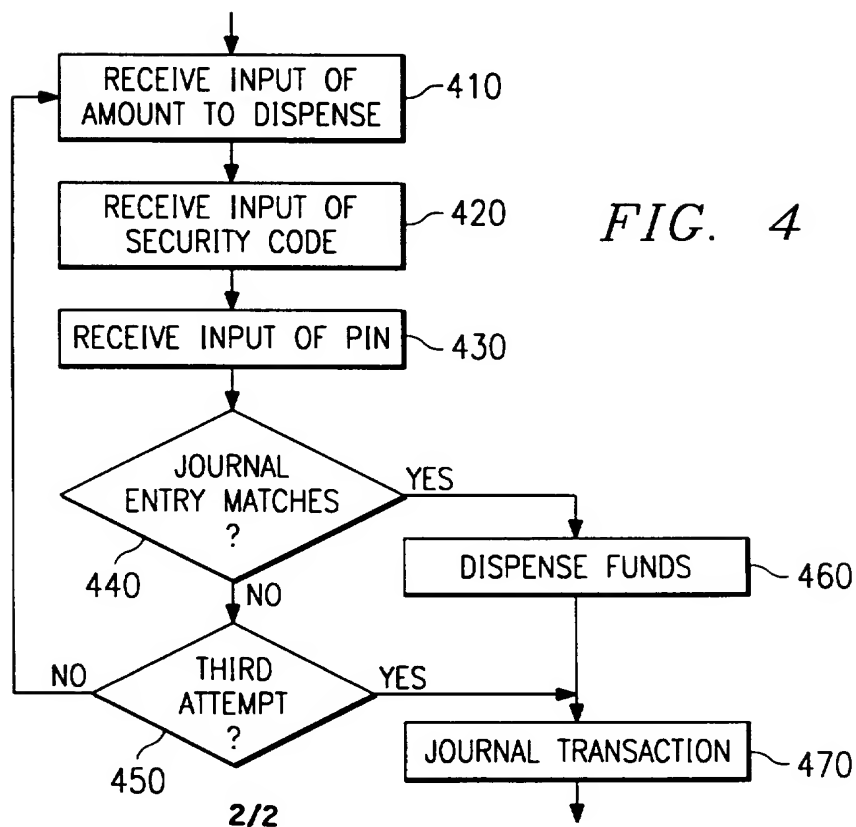 RECEIVE INPUT OF
AMOUNT TO DISPENSE
410
RECEIVE INPUT OF
SECURITY CODE
420
FIG. 4
RECEIVE INPUT OF PIN
430
JOURNAL
ENTRY MATCHES
?
YES
440
NO
DISPENSE FUNDS
460
THIRD
ATTEMPT
?
NO
YES
450
JOURNAL TRANSACTION
470
2/2